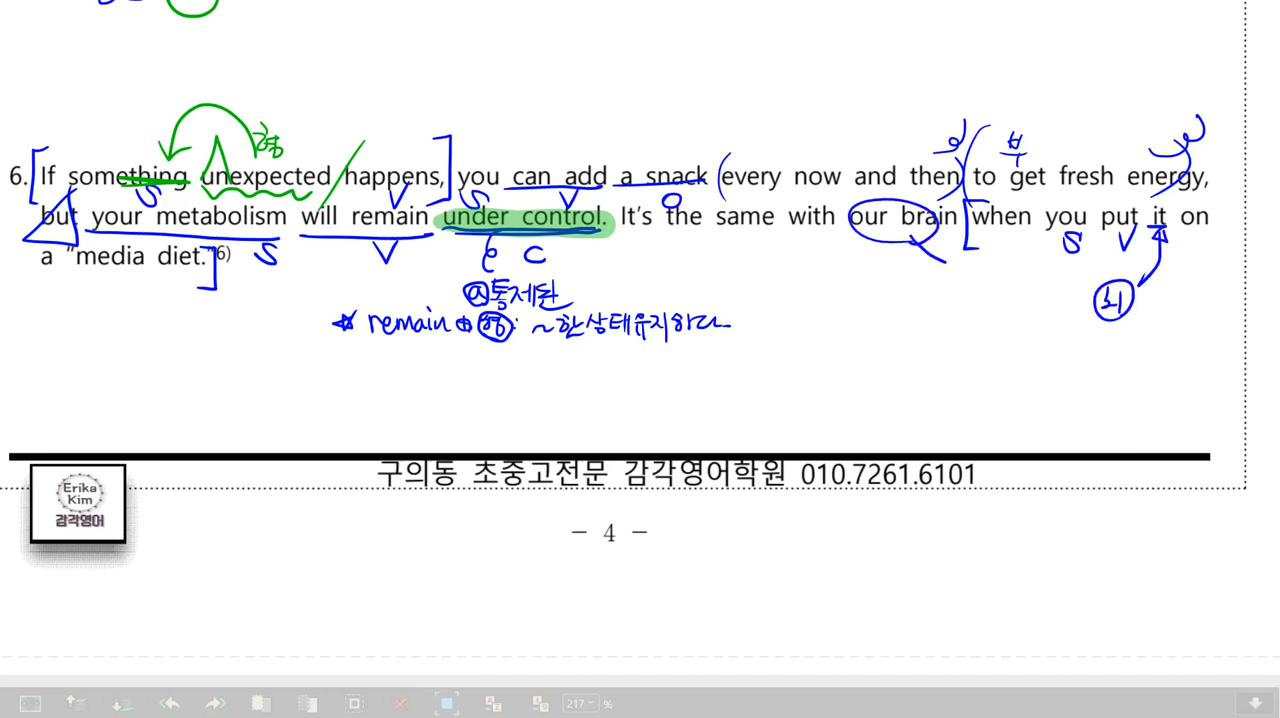 후형
6. If something unexpected happens, you can add a snack (every now and then) (to get fresh energy,
S V S V O 부
but your metabolism will remain under control. It's the same with our brain [when you put it on
S V C S V
a "media diet."]6)
ⓐ통제된
뇌
☆ remain + 형: ~한상태유지하다
구의동 초중고전문 감각영어학원 010.7261.6101
Erika
Kim
감각영어
- 4 -
217 %